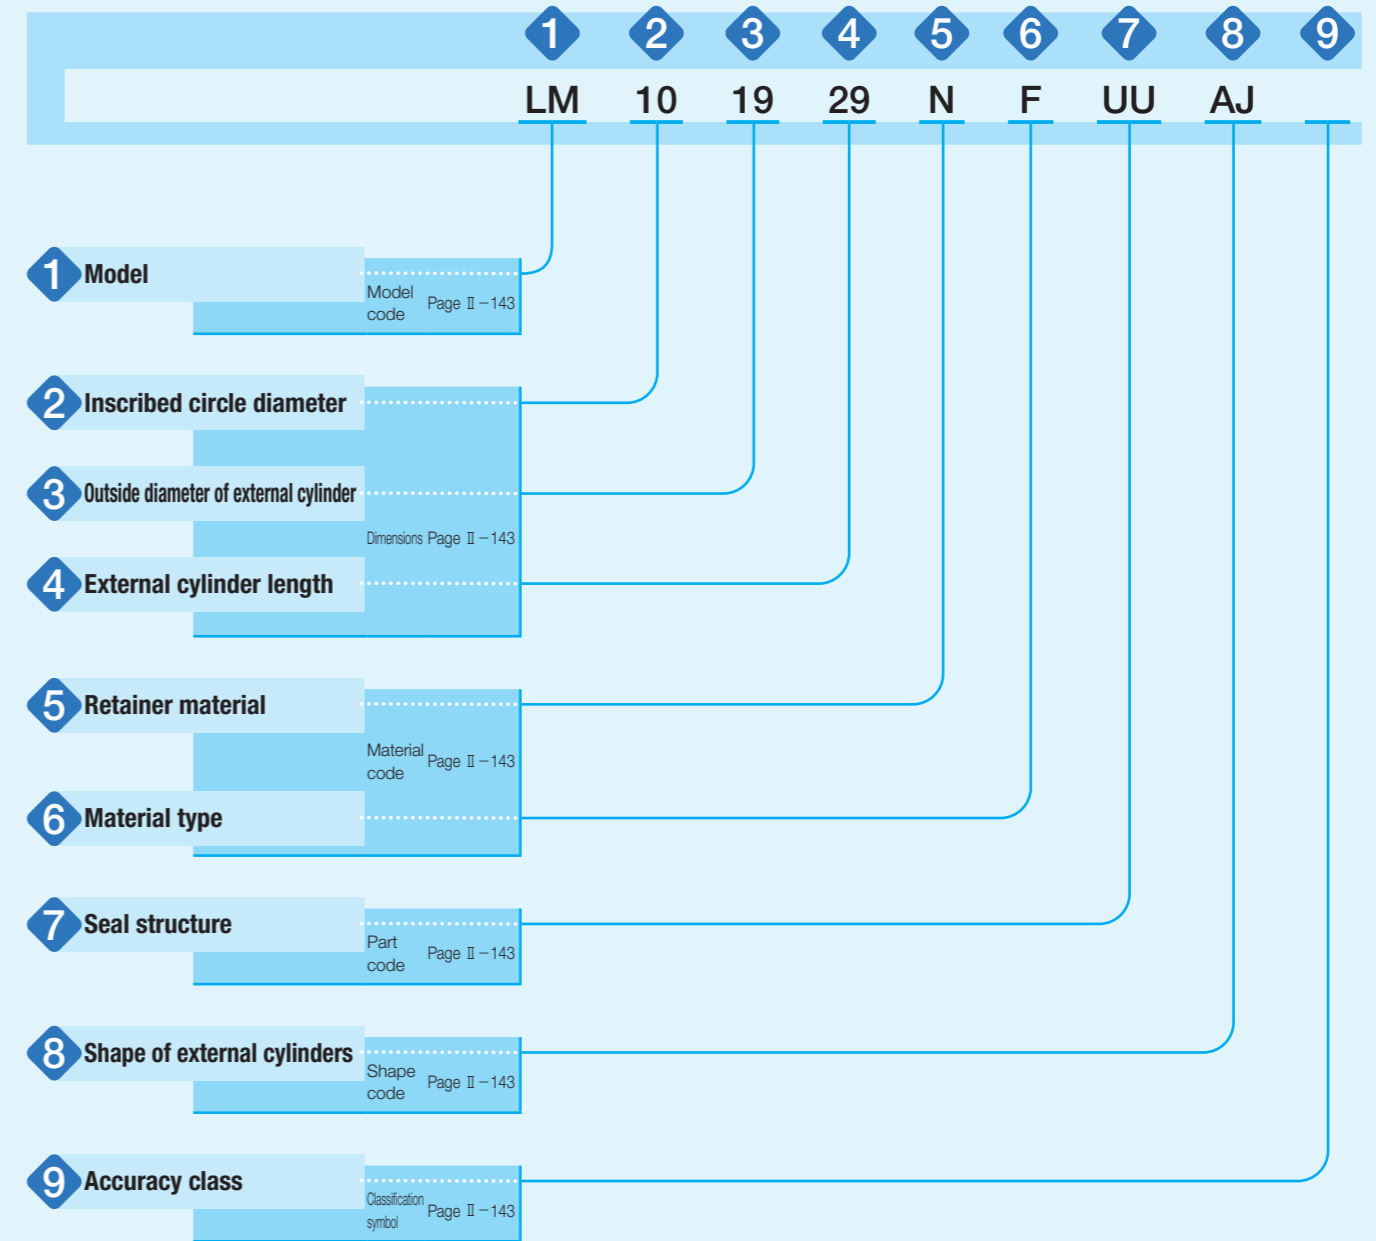 1 2 3 4 5 6 7 8 9
LM 10 19 29 N F UU AJ
1 Model
Model
code
Page Ⅱ－143
2 Inscribed circle diameter
3 Outside diameter of external cylinder
Dimensions Page Ⅱ－143
4 External cylinder length
5 Retainer material
Material
code
Page Ⅱ－143
6 Material type
7 Seal structure
Part
code
Page Ⅱ－143
8 Shape of external cylinders
Shape
code
Page Ⅱ－143
9 Accuracy class
Classification
symbol
Page Ⅱ－143